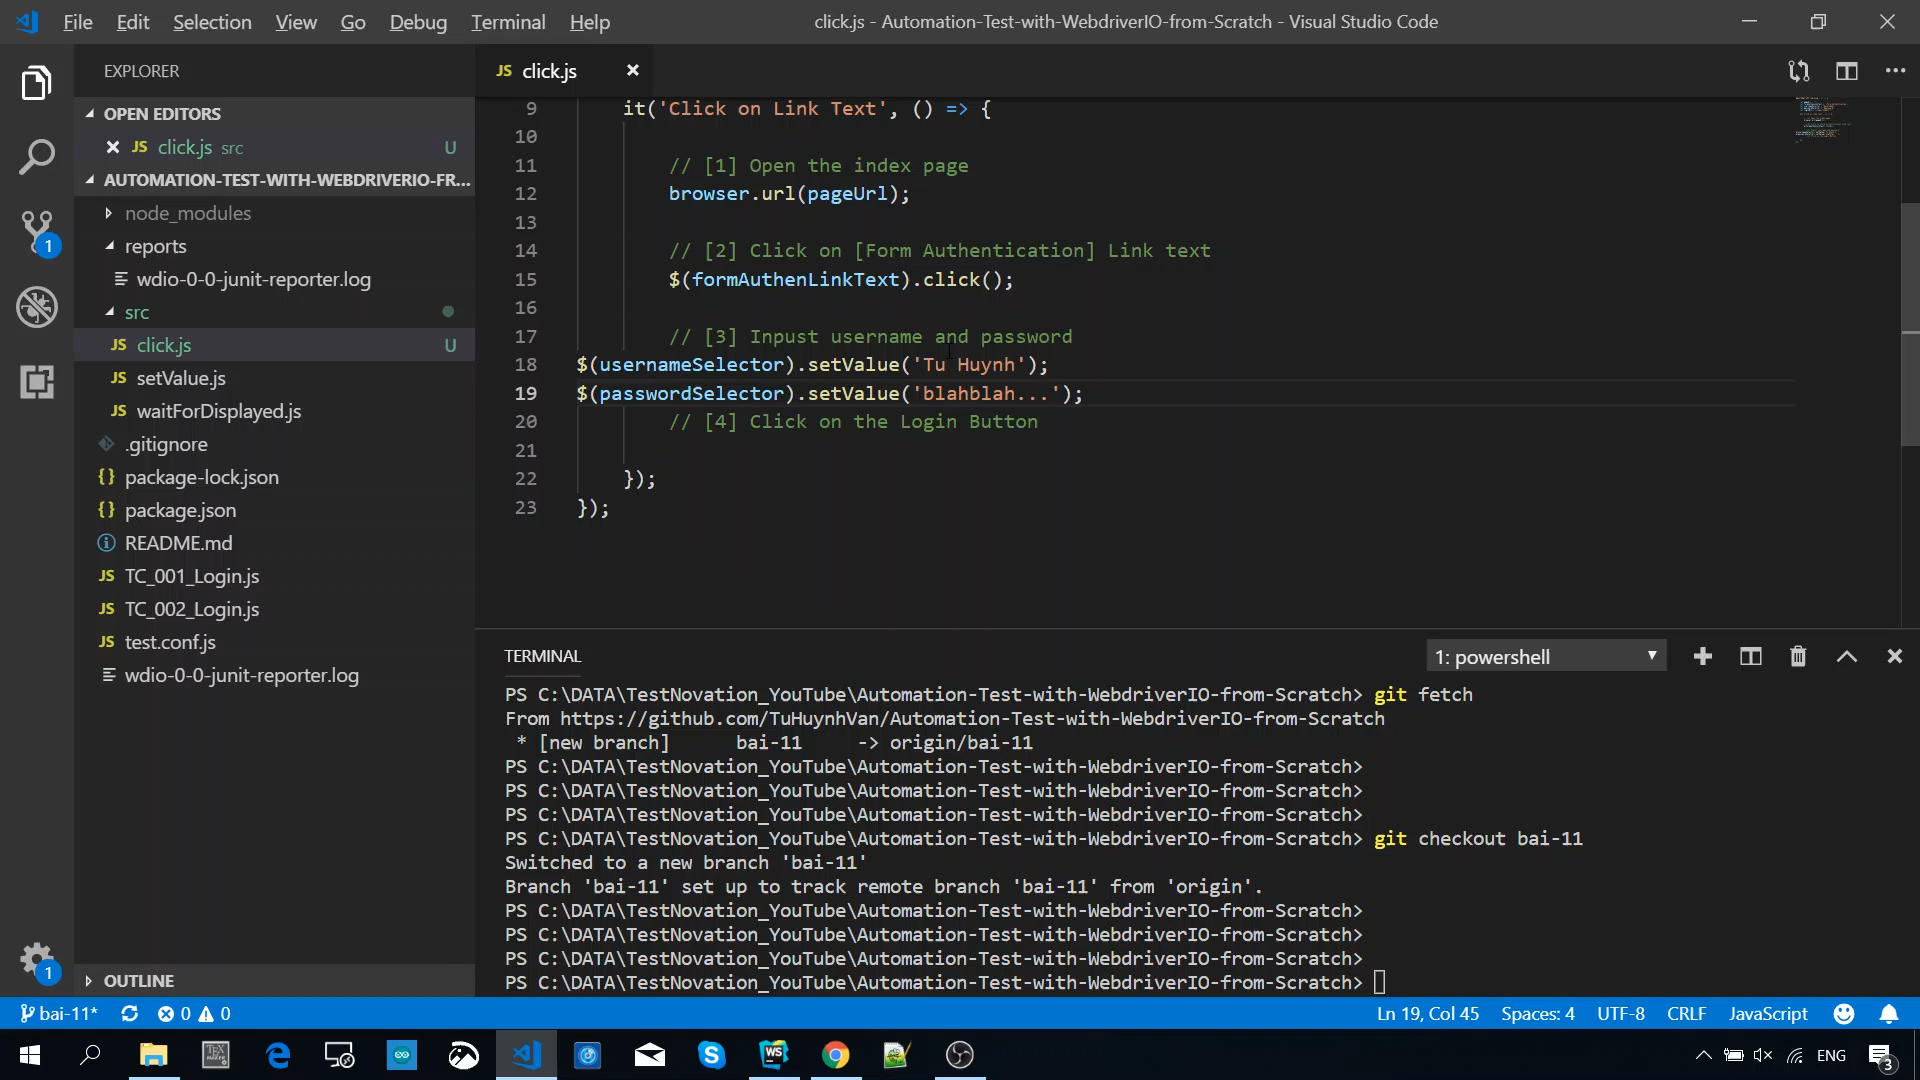 File Edit Selection View Go Debug Terminal Help
click.js - Automation-Test-with-WebdriverIO-from-Scratch - Visual Studio Code
EXPLORER
OPEN EDITORS
JS click.js src U
AUTOMATION-TEST-WITH-WEBDRIVERIO-FR...
node_modules
reports
wdio-0-0-junit-reporter.log
src
JS click.js U
JS setValue.js
JS waitForDisplayed.js
.gitignore
{} package-lock.json
{} package.json
README.md
JS TC_001_Login.js
JS TC_002_Login.js
JS test.conf.js
wdio-0-0-junit-reporter.log
OUTLINE
1
1
JS click.js
9 it('Click on Link Text', () => {
10
11 // [1] Open the index page
12 browser.url(pageUrl);
13
14 // [2] Click on [Form Authentication] Link text
15 $(formAuthenLinkText).click();
16
17 // [3] Inpust username and password
18 $(usernameSelector).setValue('Tu Huynh');
19 $(passwordSelector).setValue('blahblah...');
20 // [4] Click on the Login Button
21
22 });
23 });
TERMINAL
1: powershell
PS C:\DATA\TestNovation_YouTube\Automation-Test-with-WebdriverIO-from-Scratch> git fetch
From https://github.com/TuHuynhVan/Automation-Test-with-WebdriverIO-from-Scratch
* [new branch] bai-11 -> origin/bai-11
PS C:\DATA\TestNovation_YouTube\Automation-Test-with-WebdriverIO-from-Scratch>
PS C:\DATA\TestNovation_YouTube\Automation-Test-with-WebdriverIO-from-Scratch>
PS C:\DATA\TestNovation_YouTube\Automation-Test-with-WebdriverIO-from-Scratch>
PS C:\DATA\TestNovation_YouTube\Automation-Test-with-WebdriverIO-from-Scratch> git checkout bai-11
Switched to a new branch 'bai-11'
Branch 'bai-11' set up to track remote branch 'bai-11' from 'origin'.
PS C:\DATA\TestNovation_YouTube\Automation-Test-with-WebdriverIO-from-Scratch>
PS C:\DATA\TestNovation_YouTube\Automation-Test-with-WebdriverIO-from-Scratch>
PS C:\DATA\TestNovation_YouTube\Automation-Test-with-WebdriverIO-from-Scratch>
PS C:\DATA\TestNovation_YouTube\Automation-Test-with-WebdriverIO-from-Scratch>
bai-11* 0 0 Ln 19, Col 45 Spaces: 4 UTF-8 CRLF JavaScript
WS ENG 3